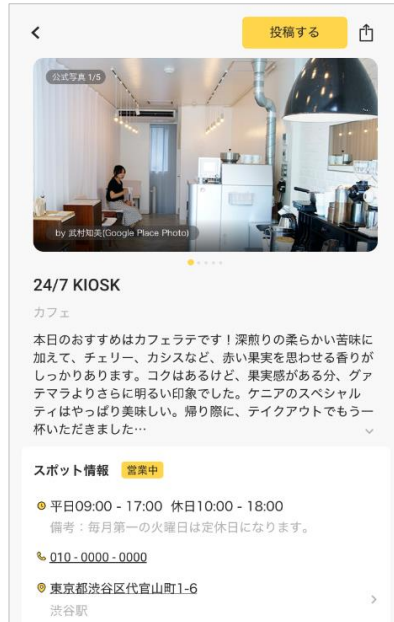 投稿する
公式写真 1/5
by 武村知美(Google Place Photo)
24/7 KIOSK
カフェ
本日のおすすめはカフェラテです！深煎りの柔らかい苦味に
加えて、チェリー、カシスなど、赤い果実を思わせる香りが
しっかりあります。コクはあるけど、果実感がある分、グァ
テマラよりさらに明るい印象でした。ケニアのスペシャル
ティはやっぱり美味しい。帰り際に、テイクアウトでもう一
杯いただきました…
スポット情報 営業中
平日09:00 - 17:00 休日10:00 - 18:00
備考：毎月第一の火曜日は定休日になります。
010 - 0000 - 0000
東京都渋谷区代官山町1-6
渋谷駅